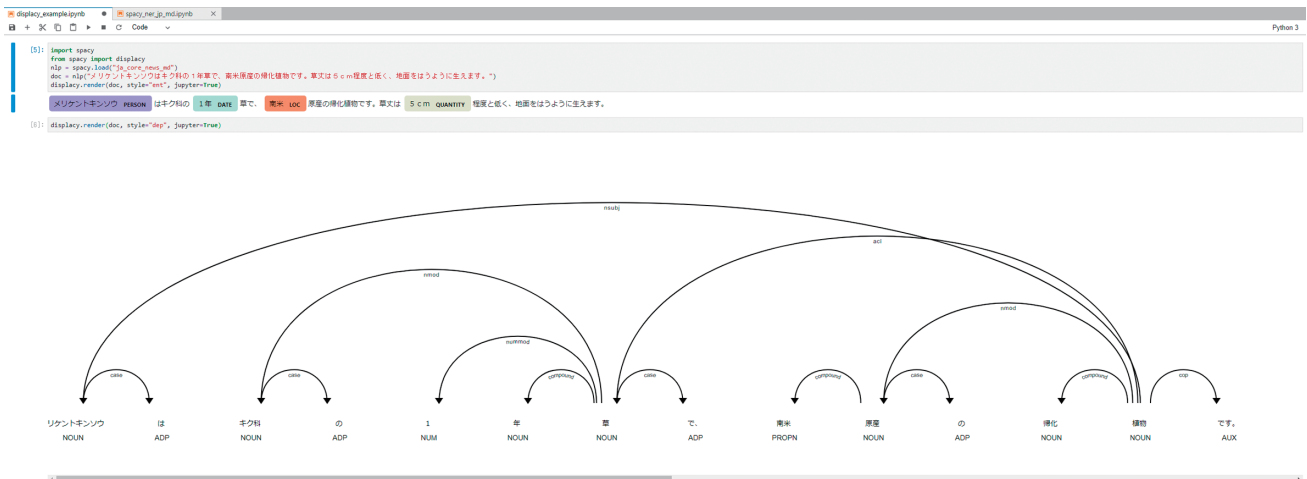 displacy_example.ipynb
spacy_ner_jp_md.ipynb
Code
Python 3
[5]:
import spacy
from spacy import displacy
nlp = spacy.load("ja_core_news_md")
doc = nlp("メリケントキンソウはキク科の１年草で、南米原産の帰化植物です。草丈は５ｃｍ程度と低く、地面をはうように生えます。")
displacy.render(doc, style="ent", jupyter=True)
メリケントキンソウ PERSON はキク科の １年 DATE 草で、 南米 LOC 原産の帰化植物です。草丈は ５ｃｍ QUANTITY 程度と低く、地面をはうように生えます。
[6]: displacy.render(doc, style="dep", jupyter=True)
nsubj
acl
nmod
nmod
nummod
case case compound case compound case compound cop
リケントキンソウ は キク科 の １ 年 草 で、 南米 原産 の 帰化 植物 です。
NOUN ADP NOUN ADP NUM NOUN NOUN ADP PROPN NOUN ADP NOUN NOUN AUX